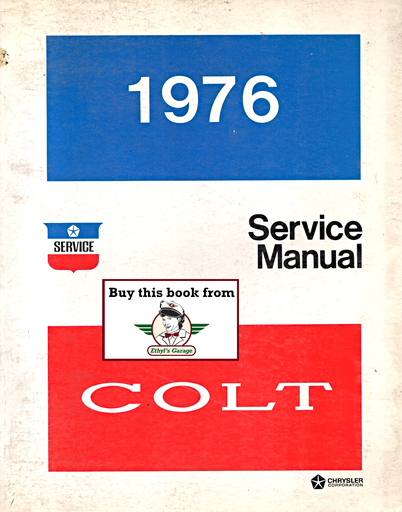 1976
SERVICE
Service
Manual
Buy this book from
Ethyl's Garage
COLT
CHRYSLER
CORPORATION